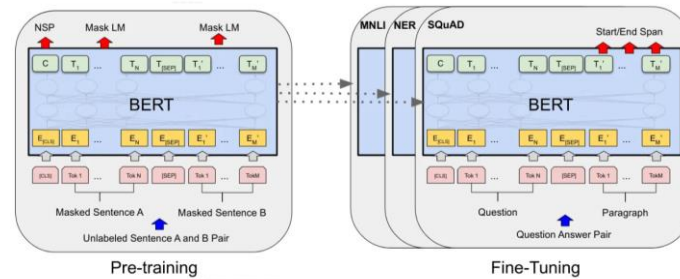 NSP Mask LM Mask LM
C T1 ... TN T[SEP] T1' ... TM'
BERT
E[CLS] E1 ... EN E[SEP] E1' ... EM'
[CLS] Tok 1 ... Tok N [SEP] Tok 1 ... TokM
Masked Sentence A Masked Sentence B
Unlabeled Sentence A and B Pair
Pre-training
MNLI NER SQuAD Start/End Span
C T1 ... TN T[SEP] T1' ... TM'
BERT
E[CLS] E1 ... EN E[SEP] E1' ... EM'
[CLS] Tok 1 ... Tok N [SEP] Tok 1 ... TokM
Question Paragraph
Question Answer Pair
Fine-Tuning